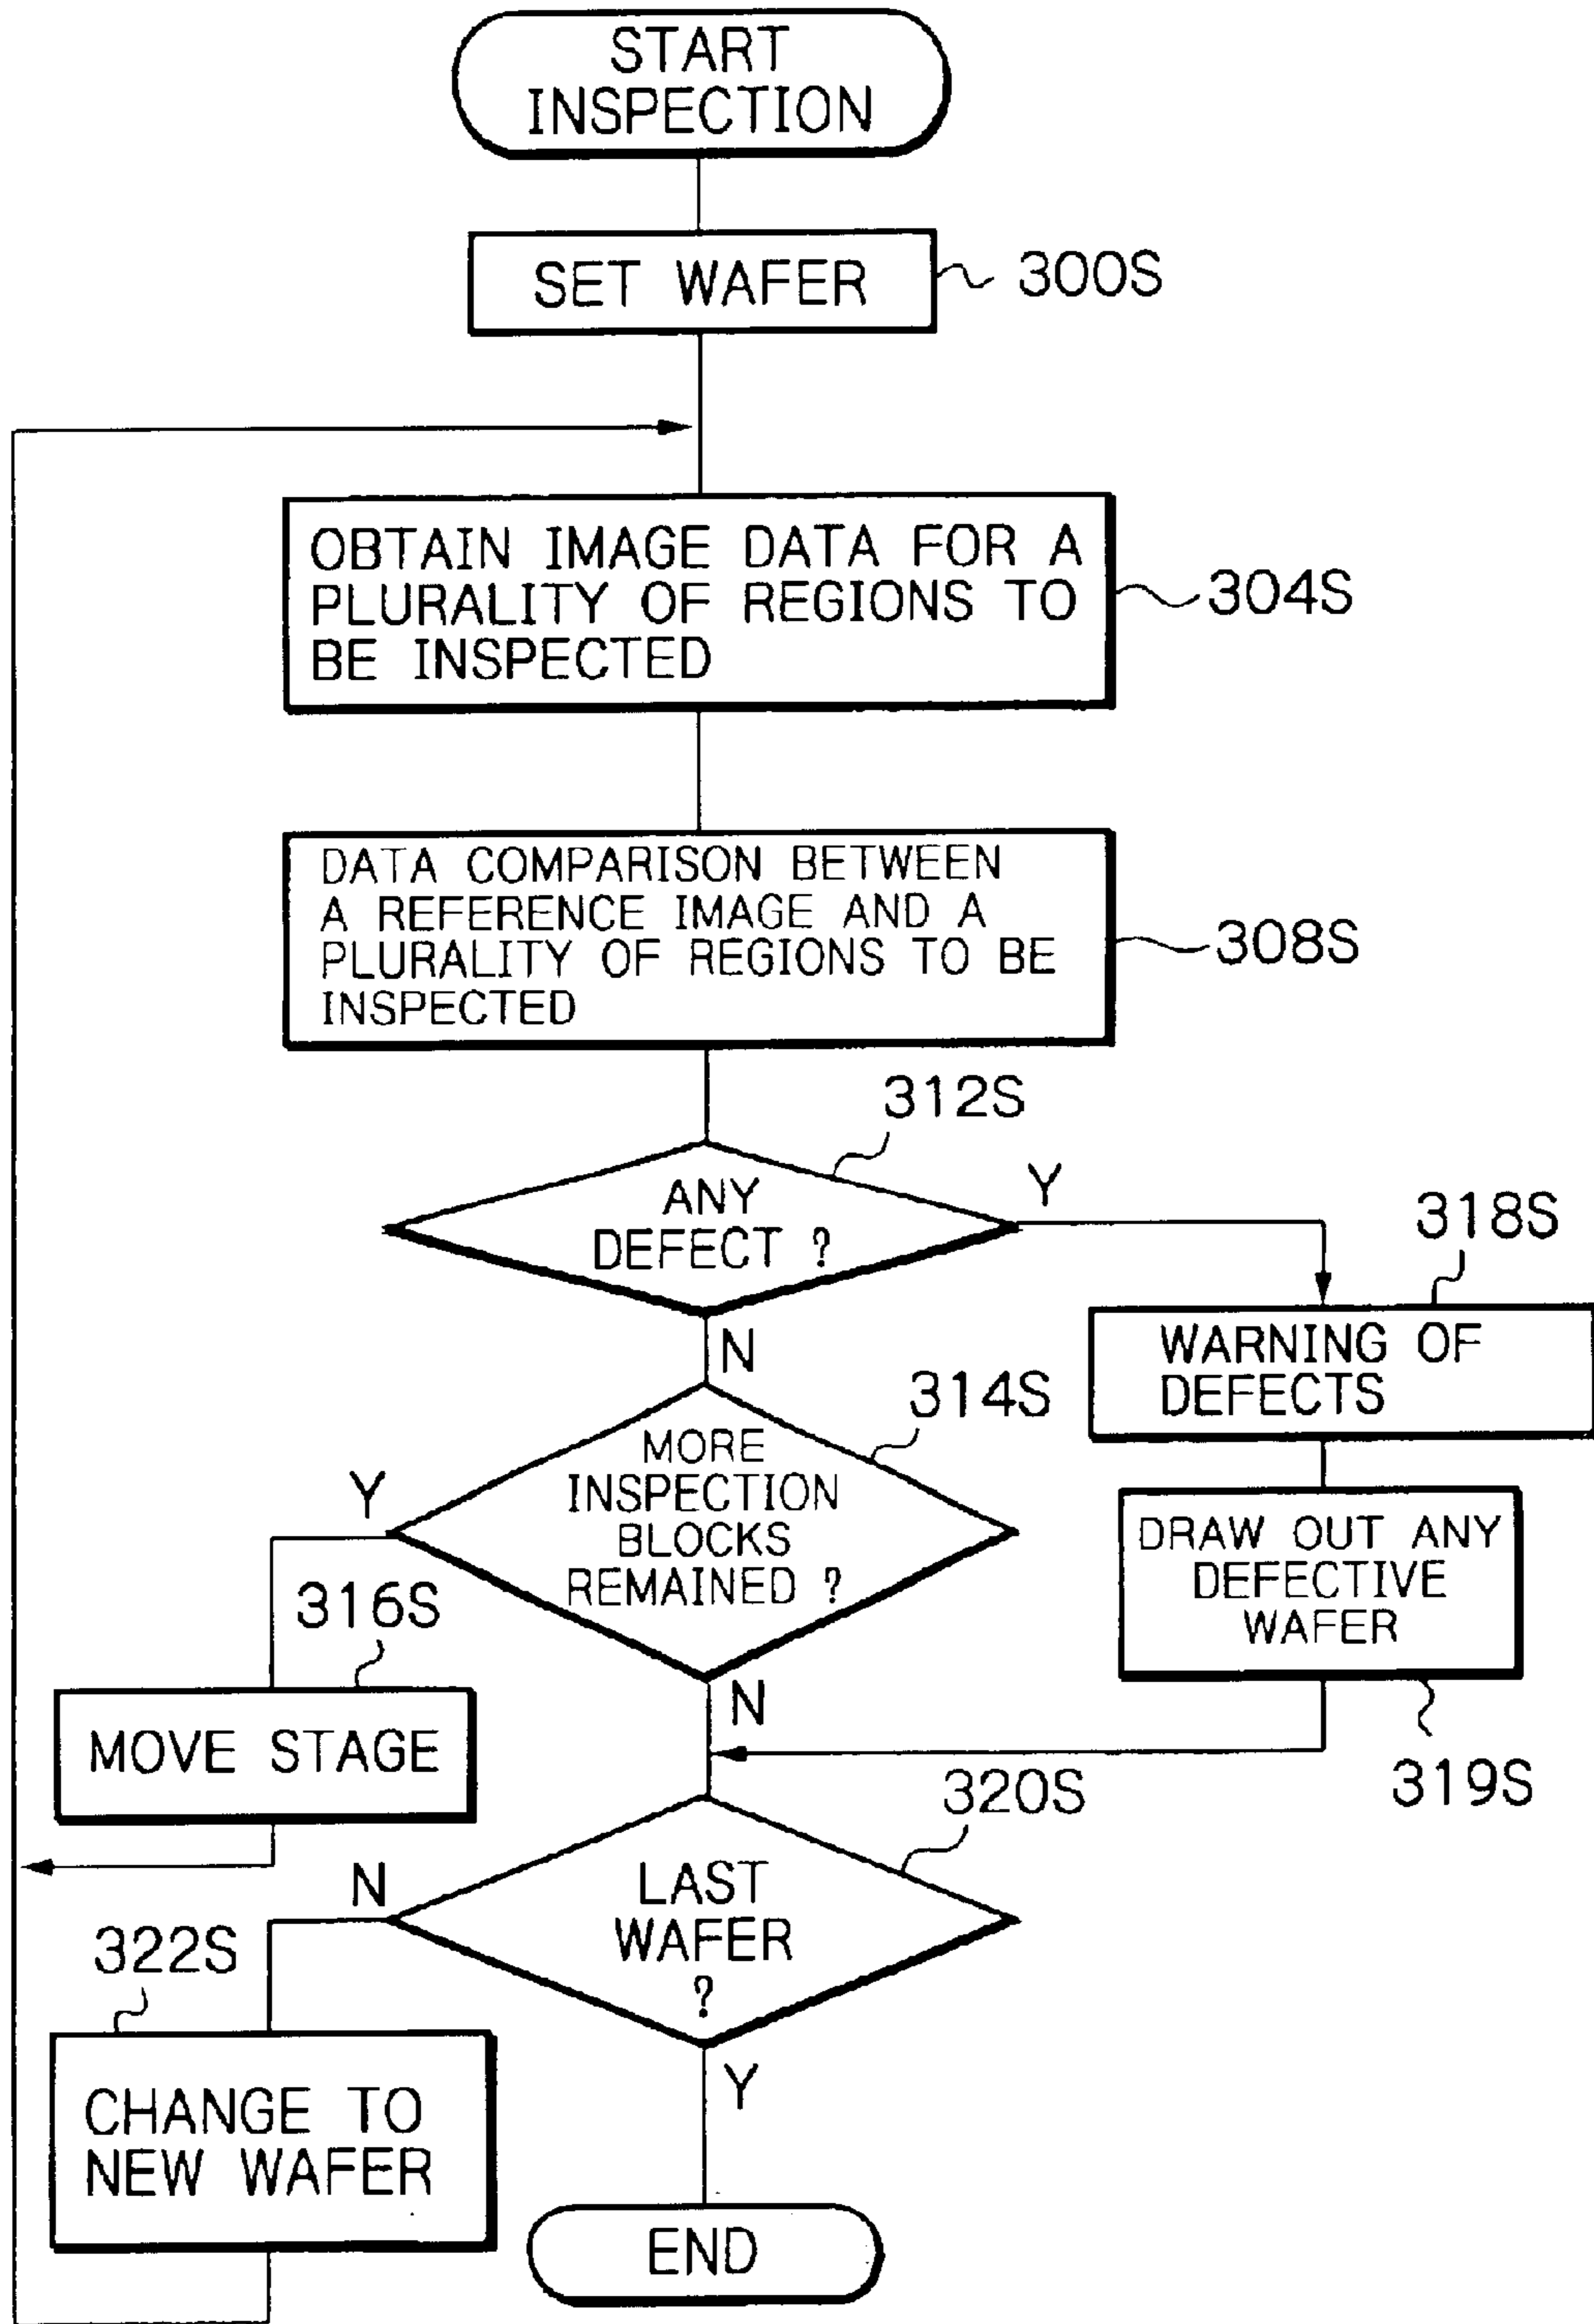 START
INSPECTION
SET WAFER
300S
OBTAIN IMAGE DATA FOR A
PLURALITY OF REGIONS TO
BE INSPECTED
304S
DATA COMPARISON BETWEEN
A REFERENCE IMAGE AND A
PLURALITY OF REGIONS TO BE
INSPECTED
308S
312S
ANY
DEFECT ?
Y
N
318S
WARNING OF
DEFECTS
314S
MORE
INSPECTION
BLOCKS
REMAINED ?
Y
N
DRAW OUT ANY
DEFECTIVE
WAFER
319S
316S
MOVE STAGE
320S
LAST
WAFER
?
N
Y
322S
CHANGE TO
NEW WAFER
END